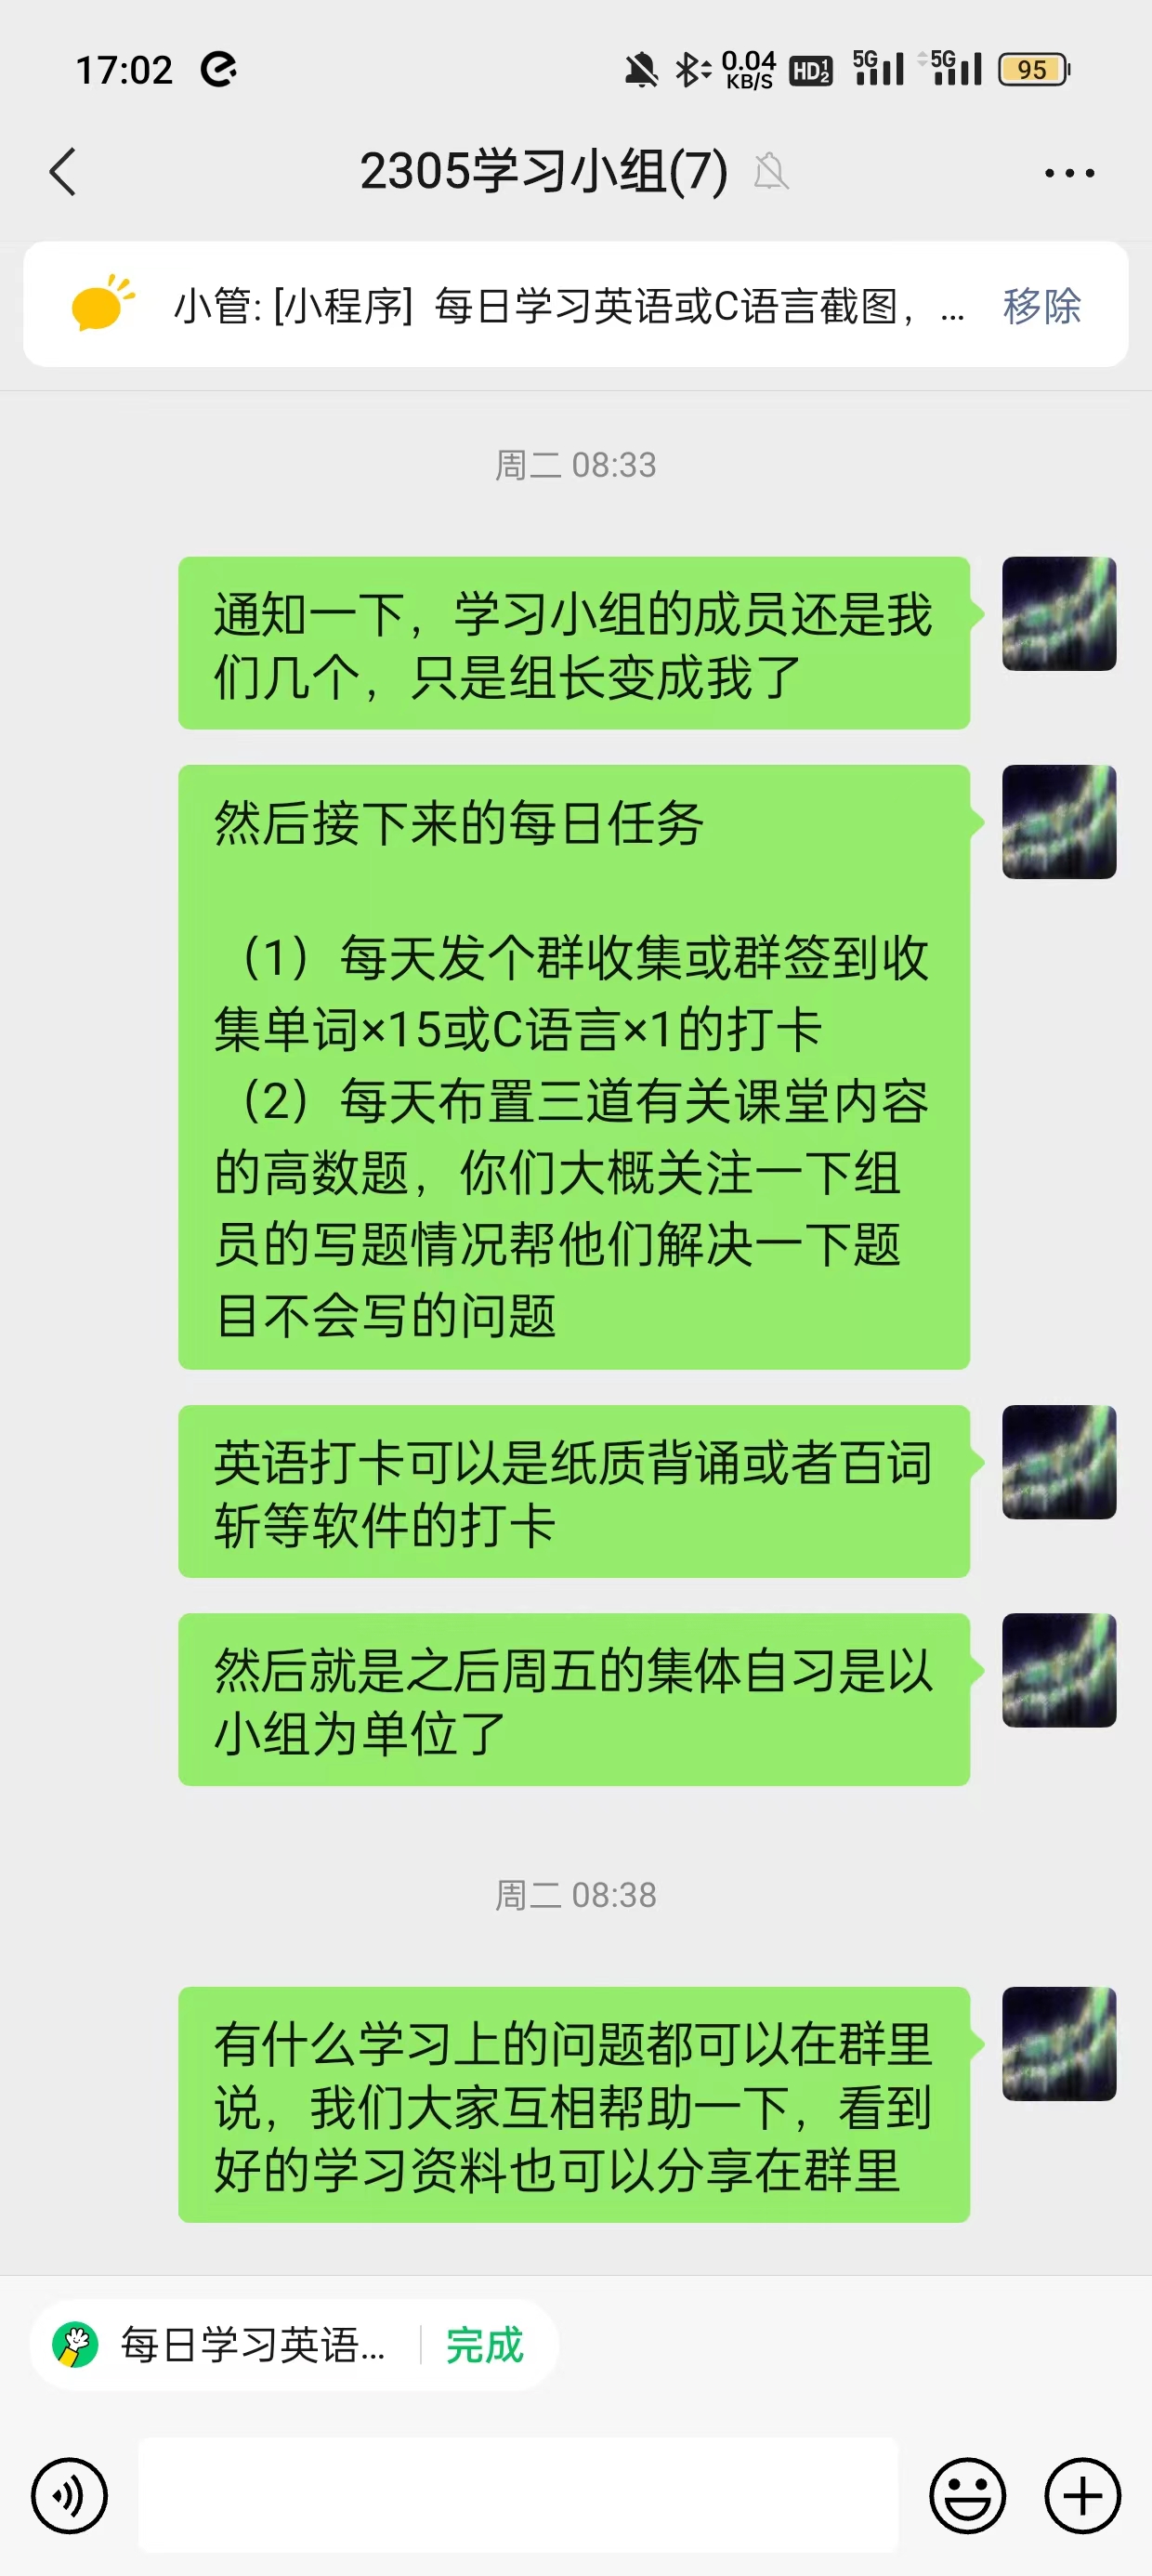 17:02
0.04
KB/S
HD
5G
5G
95
2305学习小组(7)
小管: [小程序] 每日学习英语或C语言截图，...
移除
周二 08:33
通知一下，学习小组的成员还是我
们几个，只是组长变成我了
然后接下来的每日任务
（1）每天发个群收集或群签到收
集单词×15或C语言×1的打卡
（2）每天布置三道有关课堂内容
的高数题，你们大概关注一下组
员的写题情况帮他们解决一下题
目不会写的问题
英语打卡可以是纸质背诵或者百词
斩等软件的打卡
然后就是之后周五的集体自习是以
小组为单位了
周二 08:38
有什么学习上的问题都可以在群里
说，我们大家互相帮助一下，看到
好的学习资料也可以分享在群里
每日学习英语...
完成